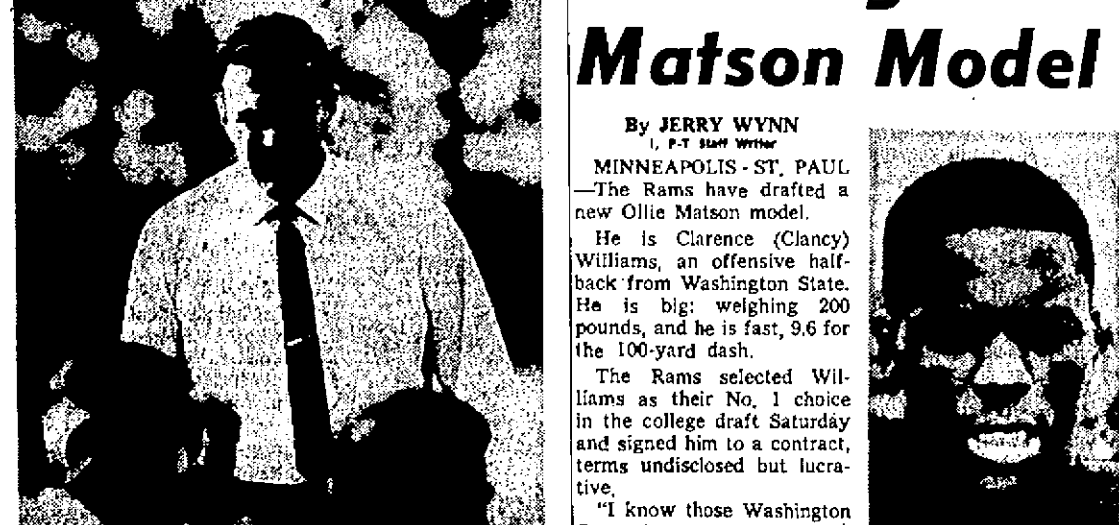 Matson Model
By JERRY WYNN
I, P-T Staff Writer
MINNEAPOLIS - ST. PAUL
—The Rams have drafted a
new Ollie Matson model.
He is Clarence (Clancy)
Williams, an offensive half-
back from Washington State.
He is big: weighing 200
pounds, and he is fast, 9.6 for
the 100-yard dash.
The Rams selected Wil-
liams as their No. 1 choice
in the college draft Saturday
and signed him to a contract,
terms undisclosed but lucra-
tive.
"I know those Washington